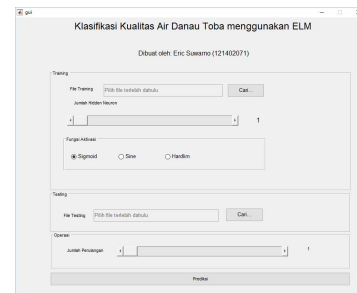 gui
Klasifikasi Kualitas Air Danau Toba menggunakan ELM
Dibuat oleh: Eric Suwarno (121402071)
Training
File Training
Pilih file terlebih dahulu
Cari...
Jumlah Hidden Neuron
1
Fungsi Aktivasi
Sigmoid
Sine
Hardlim
Testing
File Testing
Pilih file terlebih dahulu
Cari...
Operasi
Jumlah Perulangan
1
Prediksi